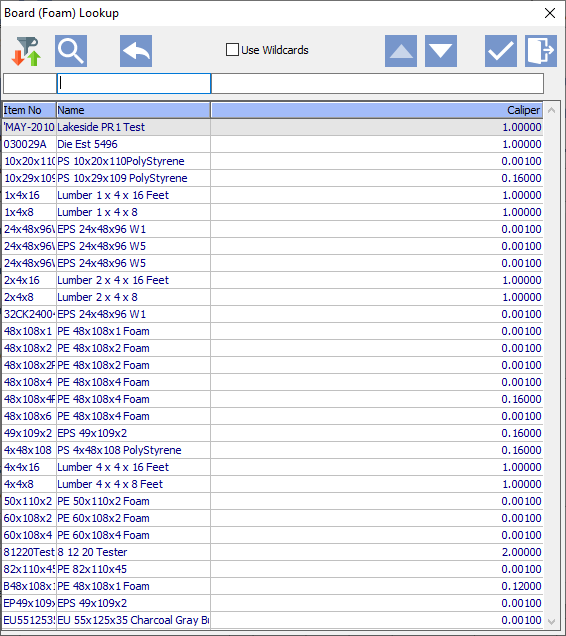 Board (Foam) Lookup
Use Wildcards
Item No Name Caliper
'MAY-2010 Lakeside PR1 Test 1.00000
030029A Die Est 5496 1.00000
10x20x110 PS 10x20x110PolyStyrene 0.00100
10x29x109 PS 10x29x109 PolyStyrene 0.16000
1x4x16 Lumber 1 x 4 x 16 Feet 1.00000
1x4x8 Lumber 1 x 4 x 8 1.00000
24x48x96W EPS 24x48x96 W1 0.00100
24x48x96W EPS 24x48x96 W5 0.00100
24x48x96W EPS 24x48x96 W5 0.00100
2x4x16 Lumber 2 x 4 x 16 Feet 1.00000
2x4x8 Lumber 2 x 4 x 8 1.00000
32CK24004 EPS 24x48x96 W1 0.00100
48x108x1 PE 48x108x1 Foam 0.00100
48x108x2 PE 48x108x2 Foam 0.00100
48x108x2F PE 48x108x2 Foam 0.00100
48x108x4 PE 48x108x4 Foam 0.00100
48x108x4F PE 48x108x4 Foam 0.16000
48x108x6 PE 48x108x4 Foam 0.00100
49x109x2 EPS 49x109x2 0.16000
4x48x108 PS 4x48x108 PolyStyrene 0.16000
4x4x16 Lumber 4 x 4 x 16 Feet 1.00000
4x4x8 Lumber 4 x 4 x 8 Feet 1.00000
50x110x2 PE 50x110x2 Foam 0.00100
60x108x2 PE 60x108x2 Foam 0.00100
60x108x4 PE 60x108x4 Foam 0.00100
81220Test 8 12 20 Tester 2.00000
82x110x45 PE 82x110x45 0.00100
B48x108x1 PE 48x108x1 Foam 0.12000
EP49x109x EPS 49x109x2 0.00100
EU5512535 EU 55x125x35 Charcoal Gray Br 0.00100